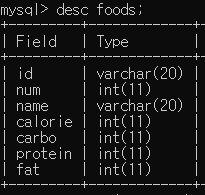 mysql> desc foods;
+---------+-------------+
| Field   | Type        |
+---------+-------------+
| id      | varchar(20) |
| num     | int(11)     |
| name    | varchar(20) |
| calorie | int(11)     |
| carbo   | int(11)     |
| protein | int(11)     |
| fat     | int(11)     |
+---------+-------------+